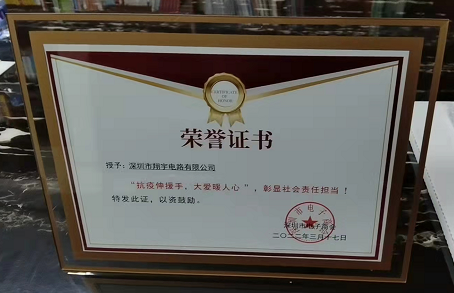 CERTIFICATE
OF
HONOR
荣誉证书
授予：深圳市翔宇电路有限公司
“抗疫伸援手，大爱暖人心”，彰显社会责任担当！
特发此证，以资鼓励。
深圳市电子商会
二〇二二年三月十七日